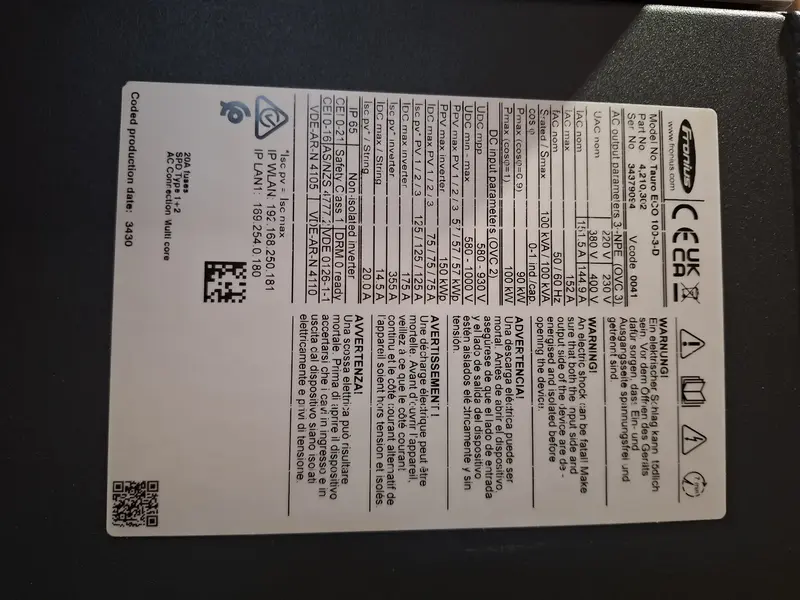 Fronius
www.fronius.com
CE UK CA
Model No Tauro ECO 100-3-D
Part No 4,210,302 Vcode 0041
Ser. No 34379094
AC output parameters 3~NPE (OVC 3)
UAC nom 220 V 230 V
380 V 400 V
IAC nom 151.5 A 144.9 A
IAC max 152 A
fAC nom 50 / 60 Hz
Srated / Smax 100 kVA / 100 kVA
cos φ 0-1 ind./cap.
Pmax (cosφ=0.9) 90 kW
Pmax (cosφ=1) 100 kW
DC input parameters (OVC 2)
UDC mpp 580 - 930 V
UDC min - max 580 - 1000 V
PPV max PV 1 / 2 / 3 57 / 57 / 57 kWp
PPV max inverter 150 kWp
IDC max PV 1 / 2 / 3 75 / 75 / 75 A
IDC max inverter 175 A
Isc pv* PV 1 / 2 / 3 125 / 125 / 125 A
Isc pv* inverter 355 A
IDC max / String 14.5 A
Isc pv* / String 20.0 A
IP 65 Non isolated inverter
CEI 0-21 Safety Class 1 DRM 0 ready
CEI 0-16 AS/NZS 4777.2 VDE 0126-1-1
VDE-AR-N 4105 VDE-AR-N 4110
*Isc pv = Isc max
IP WLAN: 192.168.250.181
IP LAN1: 169.254.0.180
20A fuses
SPD Type 1+2
AC Connection Multi core
Coded production date: 3430
WARNUNG!
Ein elektrischer Schlag kann tödlich
sein! Vor dem Öffnen des Geräts
dafür sorgen, dass Ein- und
Ausgangsseite spannungsfrei und
getrennt sind.
WARNING!
An electric shock can be fatal! Make
sure that both the input side and
output side of the device are de -
energised and isolated before
opening the device.
ADVERTENCIA!
Una descarga eléctrica puede ser
mortal. Antes de abrir el dispositivo
asegúrese de que el lado de entrada
y el lado de salida del dispositivo
estén aislados eléctricamente y sin
tensión.
AVERTISSEMENT !
Une décharge électrique peut être
mortelle. Avant d'ouvrir l'appareil,
veillez à ce que le côté courant
continu et le côté courant alternatif de
l'appareil soient hors tension et isolés
AVVERTENZA!
Una scossa elettrica può risultare
mortale. Prima di aprire il dispositivo
accertarsi che i cavi in ingresso e in
uscita dal dispositivo siano isolati
elettricamente e privi di tensione.